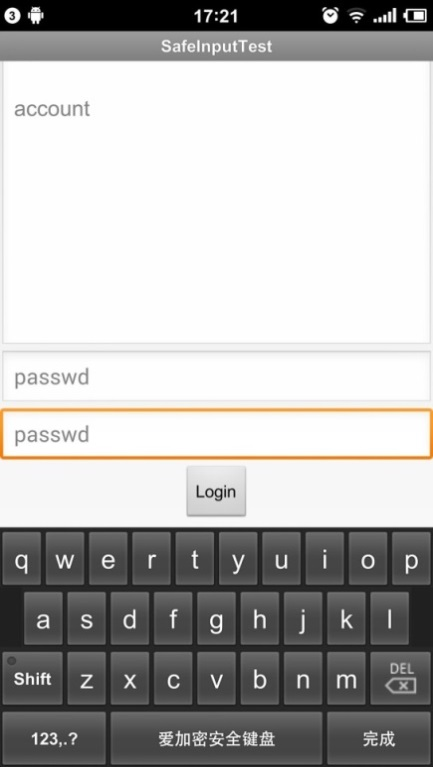 3 17:21
SafeInputTest
account
passwd
passwd
Login
q w e r t y u i o p
a s d f g h j k l
Shift z x c v b n m DEL
123,.? 爱加密安全键盘 完成